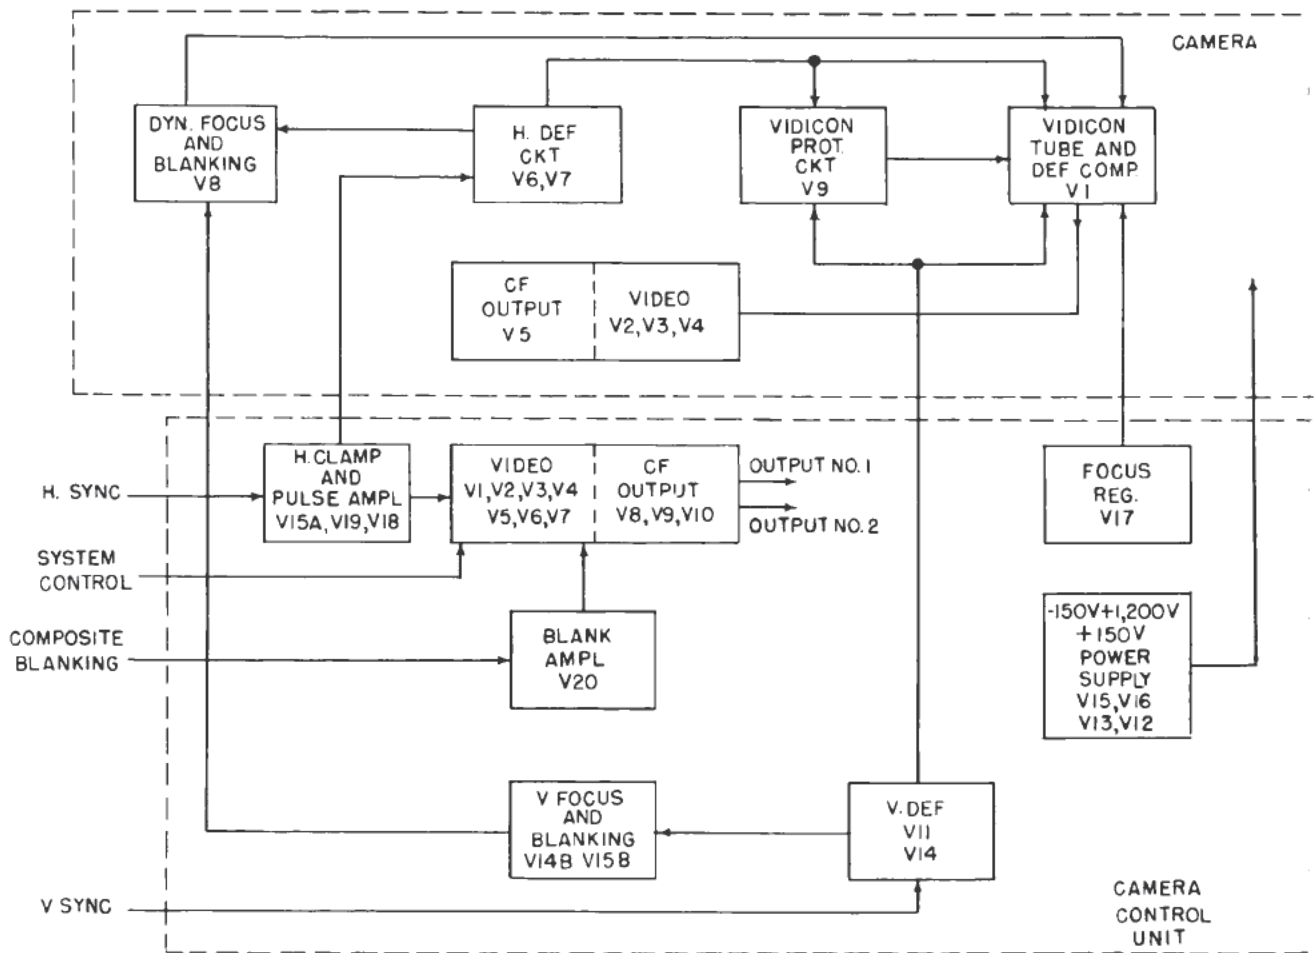 CAMERA
DYN. FOCUS
AND
BLANKING
V8
H. DEF
CKT
V6,V7
VIDICON
PROT.
CKT
V9
VIDICON
TUBE AND
DEF COMP.
V1
CF
OUTPUT
V5
VIDEO
V2,V3,V4
H. SYNC
H.CLAMP
AND
PULSE AMPL
V15A,V19,V18
VIDEO
V1,V2,V3,V4
V5,V6,V7
CF
OUTPUT
V8,V9,V10
OUTPUT NO.1
OUTPUT NO.2
FOCUS
REG.
V17
SYSTEM
CONTROL
COMPOSITE
BLANKING
BLANK
AMPL
V20
-150V+1,200V
+150V
POWER
SUPPLY
V15,V16
V13,V12
V FOCUS
AND
BLANKING
V14B V15B
V. DEF
V11
V14
V SYNC
CAMERA
CONTROL
UNIT